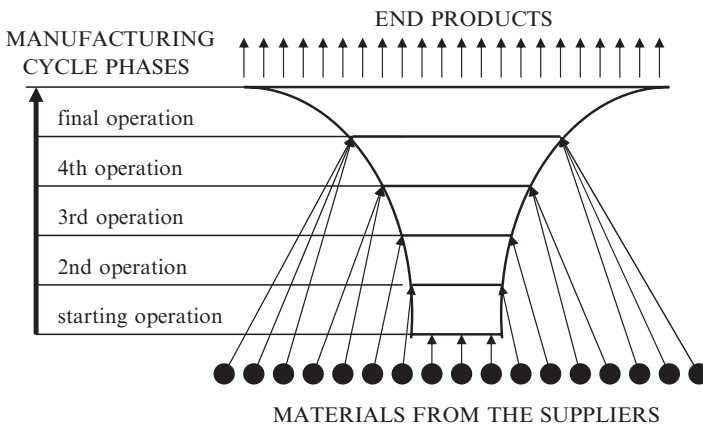 END PRODUCTS
MANUFACTURING
CYCLE PHASES
final operation
4th operation
3rd operation
2nd operation
starting operation
MATERIALS FROM THE SUPPLIERS